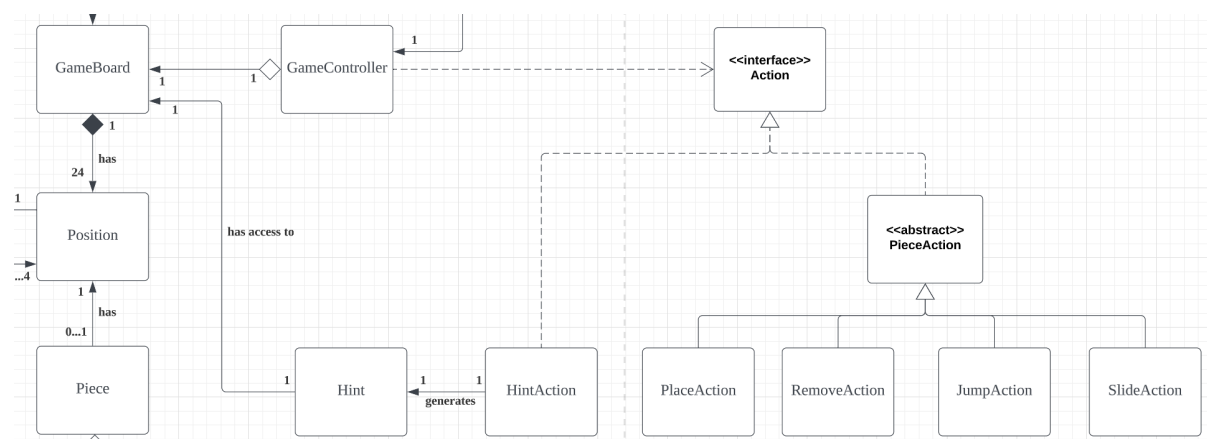 1
GameBoard
GameController
<<interface>>
Action
1
1
1
1
has
24
1
Position
has access to
<<abstract>>
PieceAction
...4
1
has
0...1
Piece
1
Hint
1
1
generates
HintAction
PlaceAction
RemoveAction
JumpAction
SlideAction